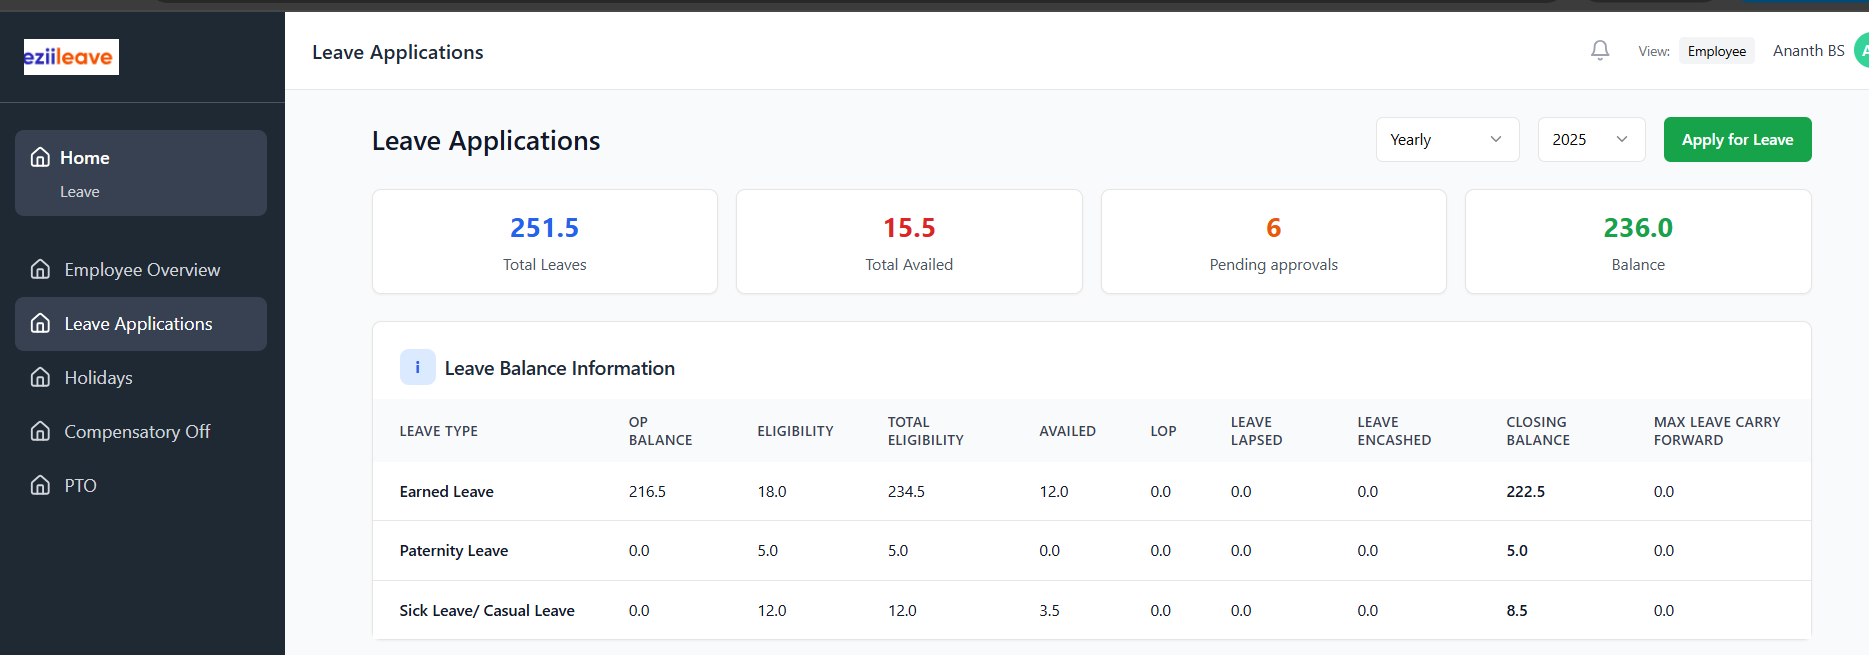 eziileave
Leave Applications
View: Employee Ananth BS A
Home
Leave
Employee Overview
Leave Applications
Holidays
Compensatory Off
PTO
Leave Applications
Yearly 2025 Apply for Leave
251.5
Total Leaves
15.5
Total Availed
6
Pending approvals
236.0
Balance
i Leave Balance Information
LEAVE TYPE OP BALANCE ELIGIBILITY TOTAL ELIGIBILITY AVAILED LOP LEAVE LAPSED LEAVE ENCASHED CLOSING BALANCE MAX LEAVE CARRY FORWARD
Earned Leave 216.5 18.0 234.5 12.0 0.0 0.0 0.0 222.5 0.0
Paternity Leave 0.0 5.0 5.0 0.0 0.0 0.0 0.0 5.0 0.0
Sick Leave/ Casual Leave 0.0 12.0 12.0 3.5 0.0 0.0 0.0 8.5 0.0